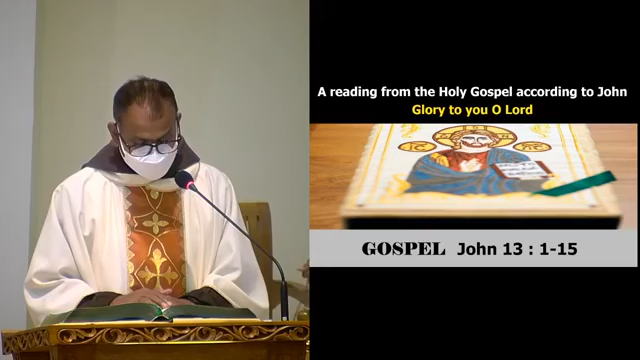 A reading from the Holy Gospel according to John
Glory to you O Lord
GOSPEL John 13 : 1-15